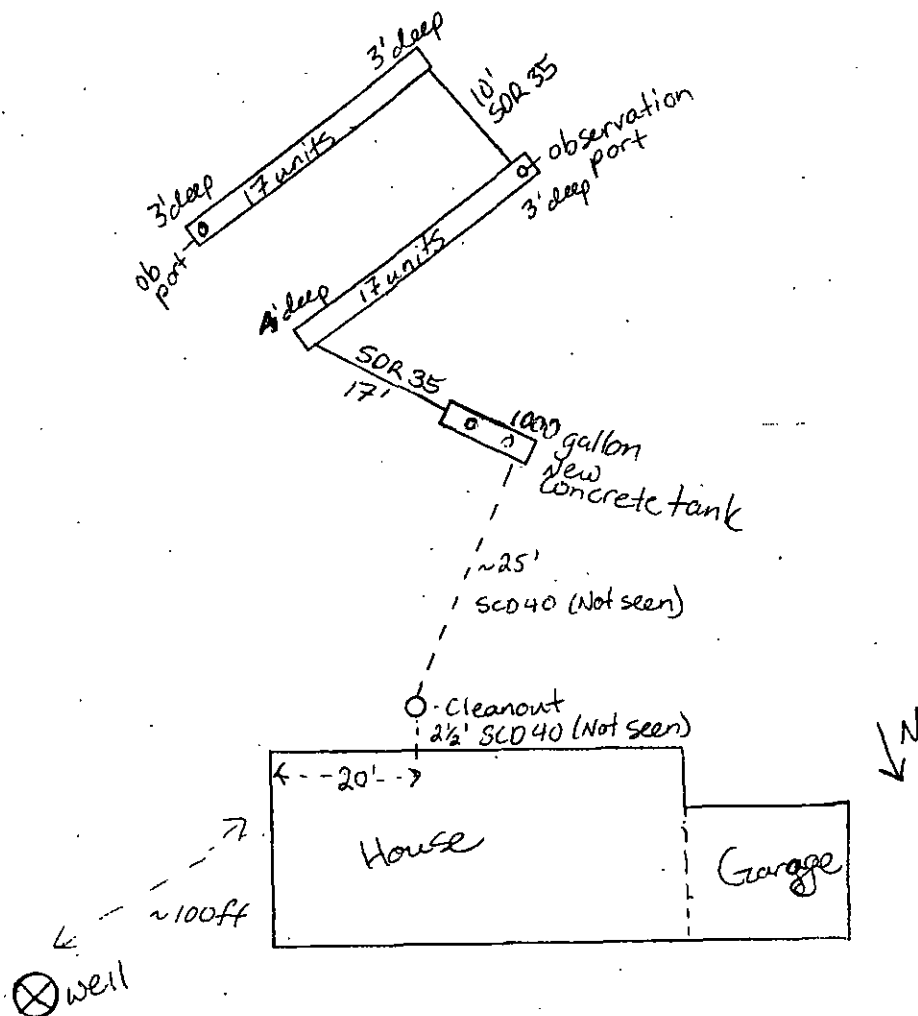 3' deep
10'
SDR 35
observation
port
3' deep
17 units
3' deep
ob
port
17 units
4' deep
SDR 35
17'
1000 gallon
New
concrete tank
~25'
SCD 40 (Not seen)
Cleanout
2½' SCD 40 (Not seen)
N
20'
House
Garage
~100ft
well